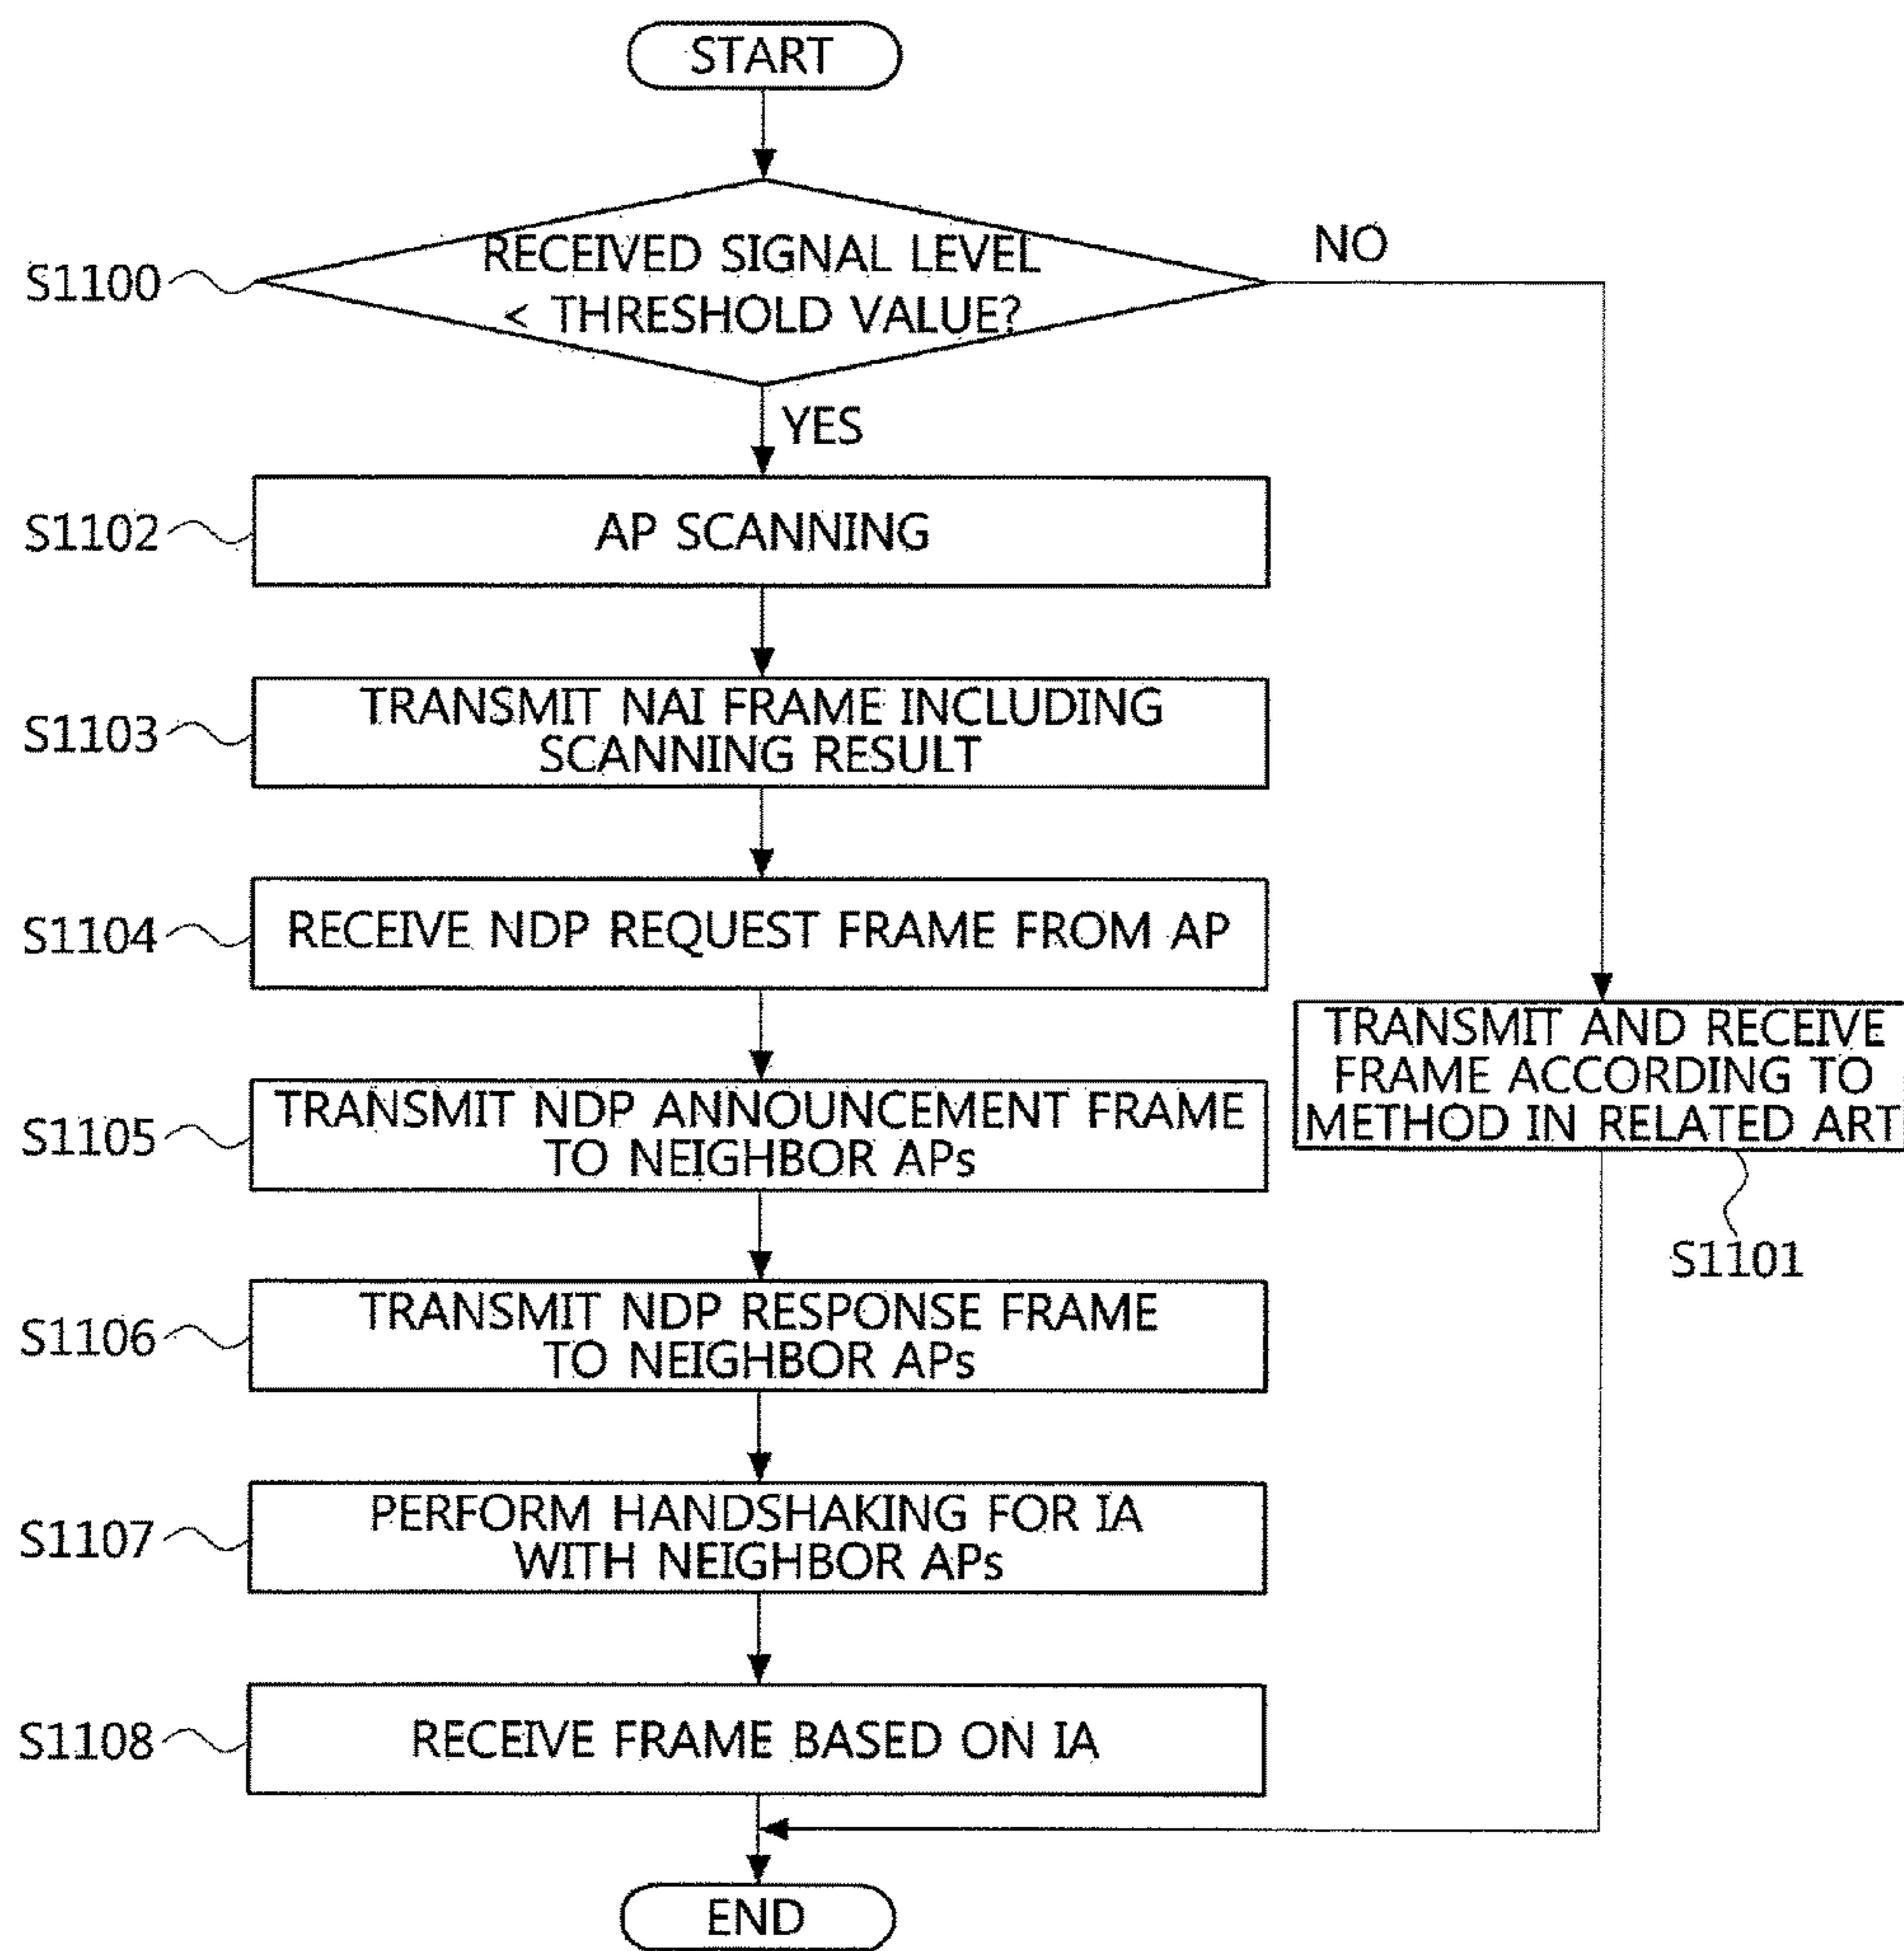 START
RECEIVED SIGNAL LEVEL
< THRESHOLD VALUE?
NO
S1100
YES
AP SCANNING
S1102
TRANSMIT NAI FRAME INCLUDING
SCANNING RESULT
S1103
RECEIVE NDP REQUEST FRAME FROM AP
S1104
TRANSMIT AND RECEIVE
FRAME ACCORDING TO
METHOD IN RELATED ART
S1101
TRANSMIT NDP ANNOUNCEMENT FRAME
TO NEIGHBOR APs
S1105
TRANSMIT NDP RESPONSE FRAME
TO NEIGHBOR APs
S1106
PERFORM HANDSHAKING FOR IA
WITH NEIGHBOR APs
S1107
RECEIVE FRAME BASED ON IA
S1108
END